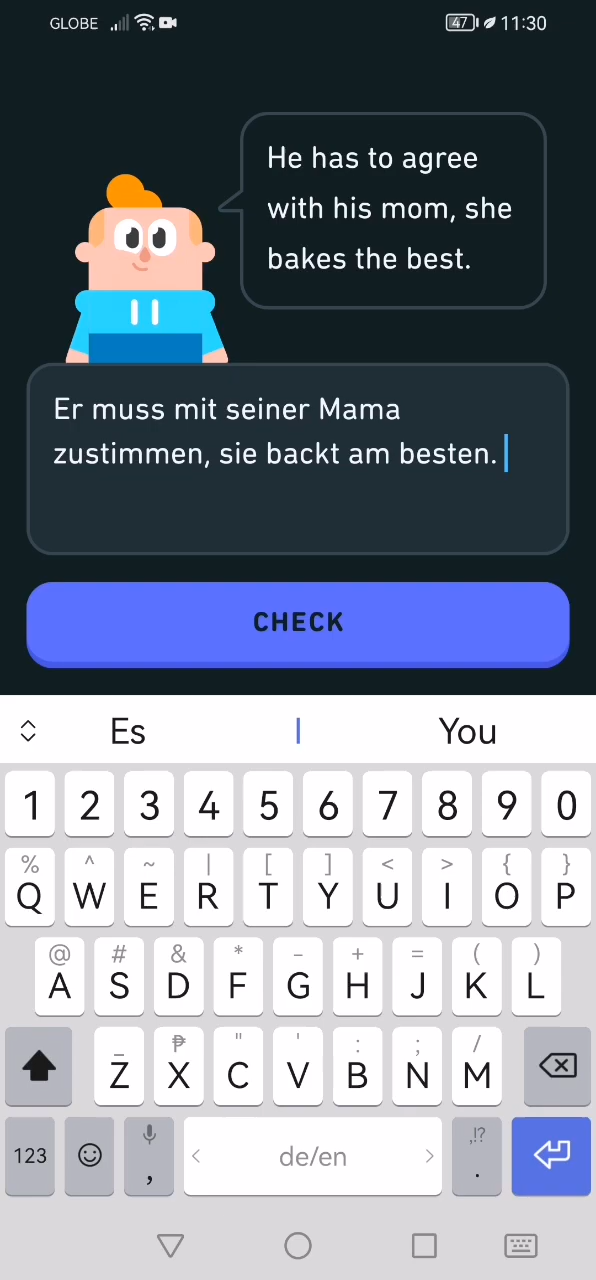 GLOBE 47 11:30
He has to agree
with his mom, she
bakes the best.
Er muss mit seiner Mama
zustimmen, sie backt am besten.
CHECK
Es You
1 2 3 4 5 6 7 8 9 0
% ^ ~ | [ ] < > { }
Q W E R T Y U I O P
@ # & * - + = ( )
A S D F G H J K L
_ ₱ " ' : ; /
Z X C V B N M
,!?
123 , < de/en > .